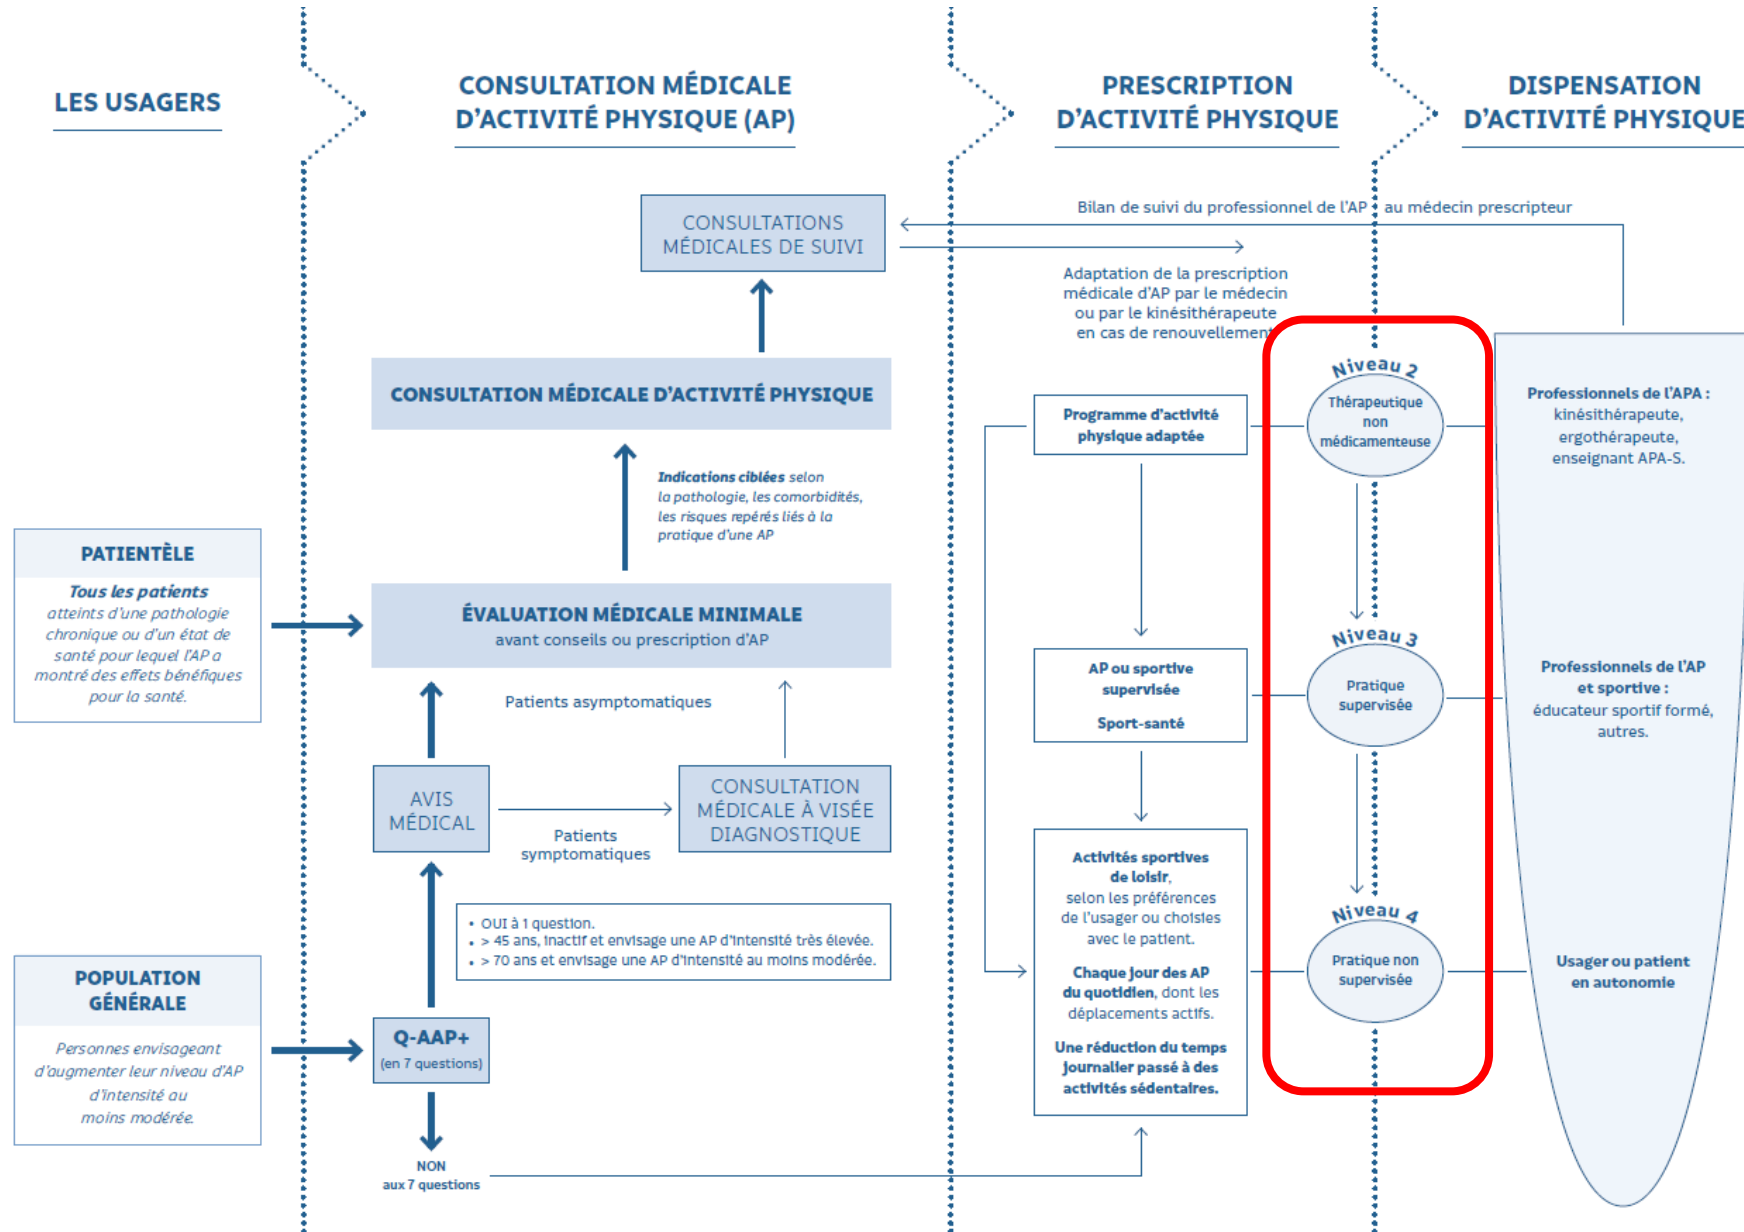 LES USAGERS
CONSULTATION MÉDICALE
D'ACTIVITÉ PHYSIQUE (AP)
PRESCRIPTION
D'ACTIVITÉ PHYSIQUE
DISPENSATION
D'ACTIVITÉ PHYSIQUE
CONSULTATIONS
MÉDICALES DE SUIVI
Bilan de suivi du professionnel de l'AP au médecin prescripteur
Adaptation de la prescription
médicale d'AP par le médecin
ou par le kinésithérapeute
en cas de renouvellement
CONSULTATION MÉDICALE D'ACTIVITÉ PHYSIQUE
Indications ciblées selon
la pathologie, les comorbidités,
les risques repérés liés à la
pratique d'une AP
PATIENTÈLE
Tous les patients
atteints d'une pathologie
chronique ou d'un état de
santé pour lequel l'AP a
montré des effets bénéfiques
pour la santé.
ÉVALUATION MÉDICALE MINIMALE
avant conseils ou prescription d'AP
Patients asymptomatiques
AVIS
MÉDICAL
Patients
symptomatiques
CONSULTATION
MÉDICALE À VISÉE
DIAGNOSTIQUE
• OUI à 1 question.
• > 45 ans, inactif et envisage une AP d'intensité très élevée.
• > 70 ans et envisage une AP d'intensité au moins modérée.
POPULATION
GÉNÉRALE
Personnes envisageant
d'augmenter leur niveau d'AP
d'intensité au
moins modérée.
Q-AAP+
(en 7 questions)
NON
aux 7 questions
Programme d'activité
physique adaptée
Niveau 2
Thérapeutique
non
médicamenteuse
Professionnels de l'APA :
kinésithérapeute,
ergothérapeute,
enseignant APA-S.
AP ou sportive
supervisée
Sport-santé
Niveau 3
Pratique
supervisée
Professionnels de l'AP
et sportive :
éducateur sportif formé,
autres.
Activités sportives
de loisir,
selon les préférences
de l'usager ou choisies
avec le patient.
Chaque jour des AP
du quotidien, dont les
déplacements actifs.
Une réduction du temps
journalier passé à des
activités sédentaires.
Niveau 4
Pratique non
supervisée
Usager ou patient
en autonomie